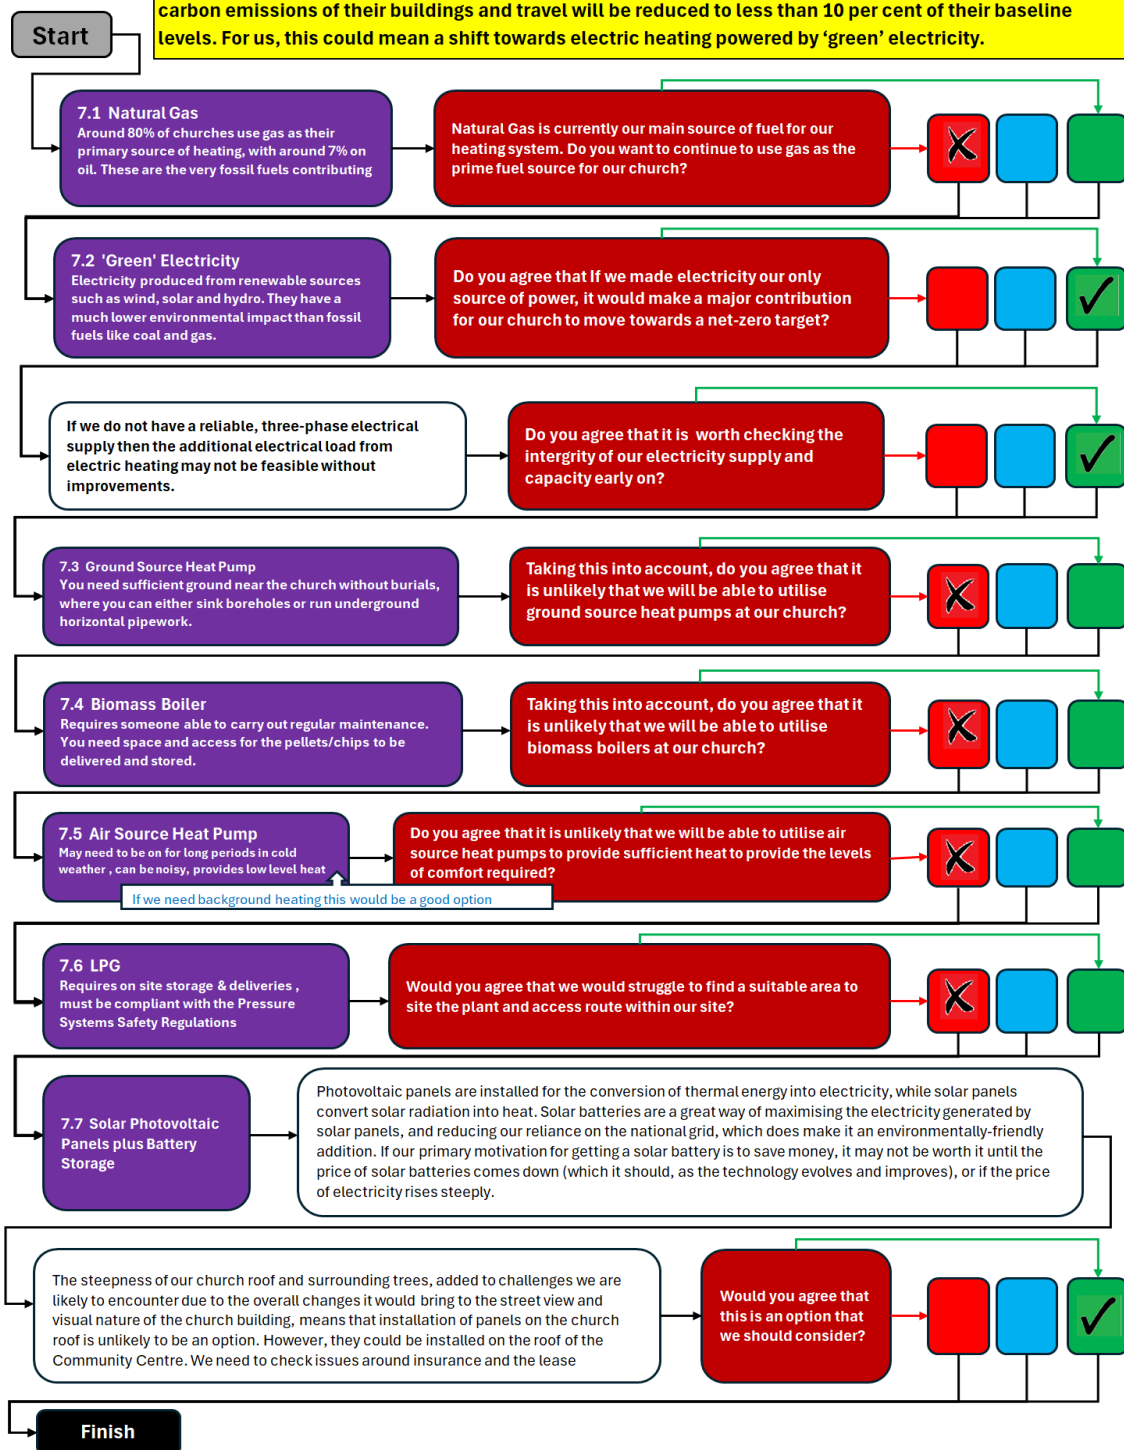 carbon emissions of their buildings and travel will be reduced to less than 10 per cent of their baseline
levels. For us, this could mean a shift towards electric heating powered by ‘green’ electricity.
Start
7.1 Natural Gas
Around 80% of churches use gas as their
primary source of heating, with around 7% on
oil. These are the very fossil fuels contributing
Natural Gas is currently our main source of fuel for our
heating system. Do you want to continue to use gas as the
prime fuel source for our church?
7.2 'Green' Electricity
Electricity produced from renewable sources
such as wind, solar and hydro. They have a
much lower environmental impact than fossil
fuels like coal and gas.
Do you agree that If we made electricity our only
source of power, it would make a major contribution
for our church to move towards a net-zero target?
If we do not have a reliable, three-phase electrical
supply then the additional electrical load from
electric heating may not be feasible without
improvements.
Do you agree that it is worth checking the
intergrity of our electricity supply and
capacity early on?
7.3 Ground Source Heat Pump
You need sufficient ground near the church without burials,
where you can either sink boreholes or run underground
horizontal pipework.
Taking this into account, do you agree that it
is unlikely that we will be able to utilise
ground source heat pumps at our church?
7.4 Biomass Boiler
Requires someone able to carry out regular maintenance.
You need space and access for the pellets/chips to be
delivered and stored.
Taking this into account, do you agree that it
is unlikely that we will be able to utilise
biomass boilers at our church?
7.5 Air Source Heat Pump
May need to be on for long periods in cold
weather , can be noisy, provides low level heat
If we need background heating this would be a good option
Do you agree that it is unlikely that we will be able to utilise air
source heat pumps to provide sufficient heat to provide the levels
of comfort required?
7.6 LPG
Requires on site storage & deliveries ,
must be compliant with the Pressure
Systems Safety Regulations
Would you agree that we would struggle to find a suitable area to
site the plant and access route within our site?
7.7 Solar Photovoltaic
Panels plus Battery
Storage
Photovoltaic panels are installed for the conversion of thermal energy into electricity, while solar panels
convert solar radiation into heat. Solar batteries are a great way of maximising the electricity generated by
solar panels, and reducing our reliance on the national grid, which does make it an environmentally-friendly
addition. If our primary motivation for getting a solar battery is to save money, it may not be worth it until the
price of solar batteries comes down (which it should, as the technology evolves and improves), or if the price
of electricity rises steeply.
The steepness of our church roof and surrounding trees, added to challenges we are
likely to encounter due to the overall changes it would bring to the street view and
visual nature of the church building, means that installation of panels on the church
roof is unlikely to be an option. However, they could be installed on the roof of the
Community Centre. We need to check issues around insurance and the lease
Would you agree that
this is an option that
we should consider?
Finish